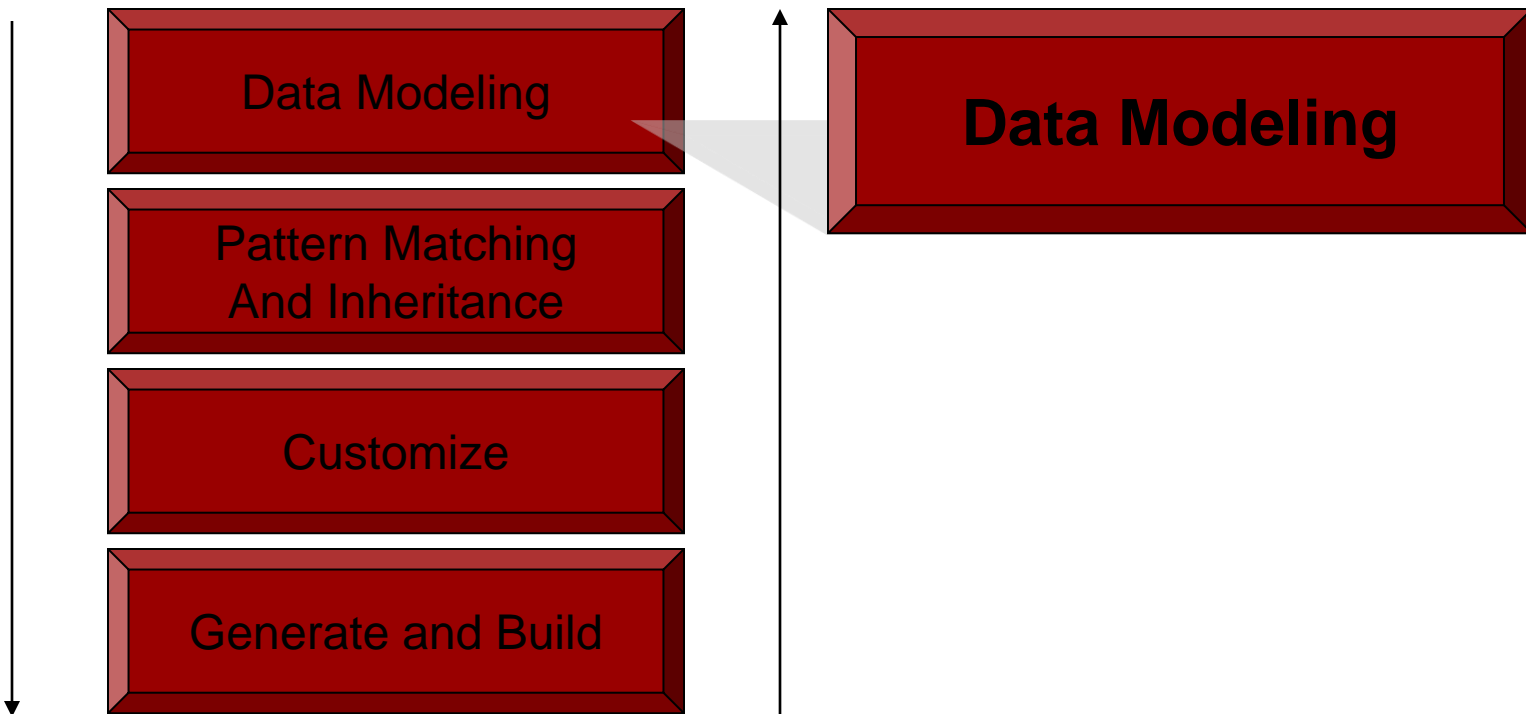 Data Modeling
Pattern Matching
And Inheritance
Customize
Generate and Build
Data Modeling